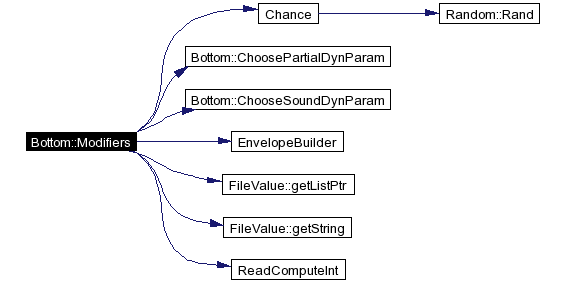 Chance
Random::Rand
Bottom::ChoosePartialDynParam
Bottom::ChooseSoundDynParam
Bottom::Modifiers
EnvelopeBuilder
FileValue::getListPtr
FileValue::getString
ReadComputeInt